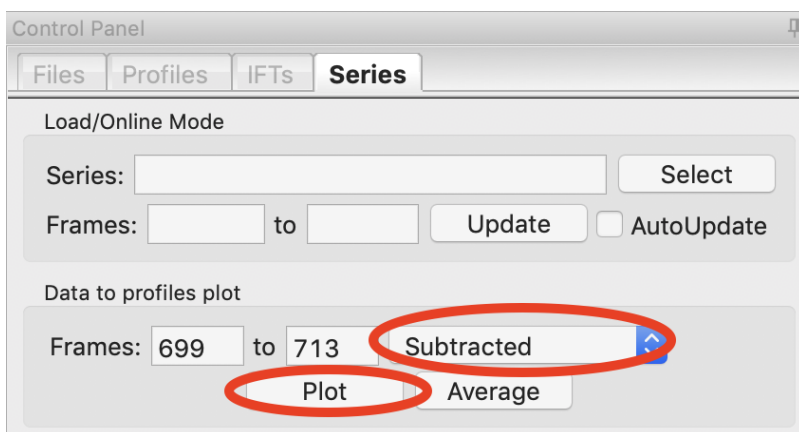 Control Panel
Files Profiles IFTs Series
Load/Online Mode
Series: Select
Frames: to Update AutoUpdate
Data to profiles plot
Frames: 699 to 713 Subtracted
Plot Average